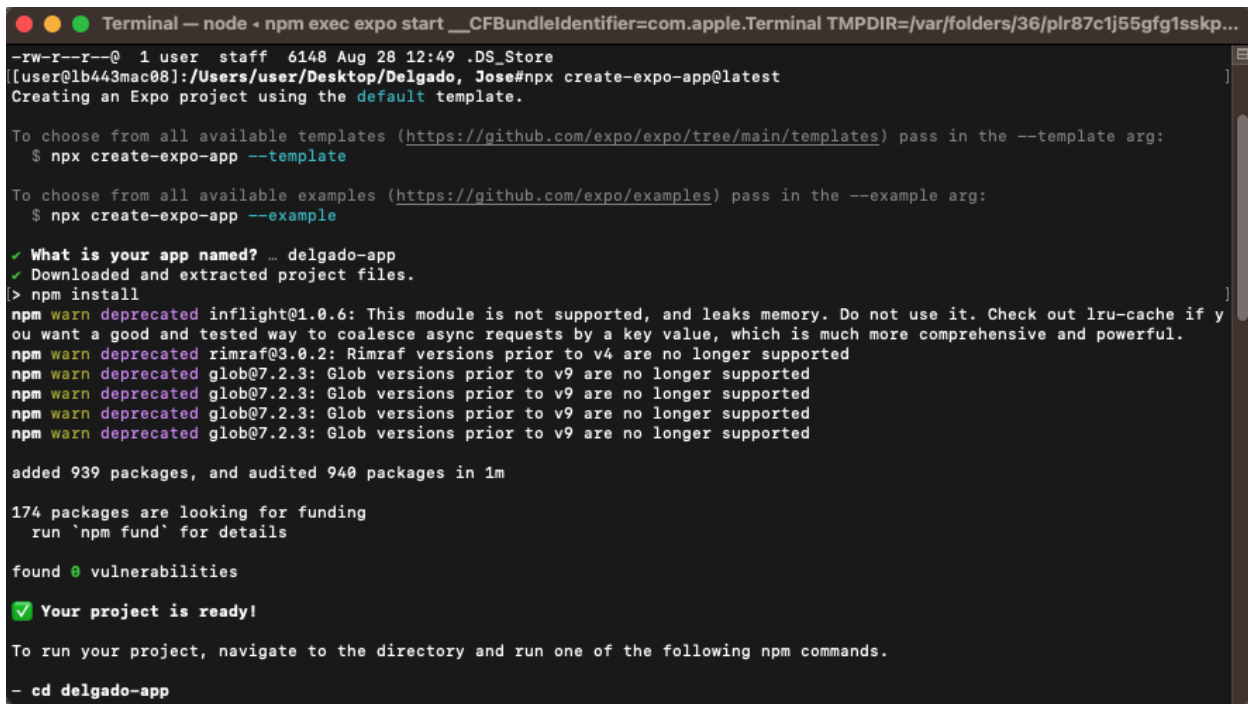 Terminal — node ◂ npm exec expo start __CFBundleIdentifier=com.apple.Terminal TMPDIR=/var/folders/36/plr87c1j55gfg1sskp...
-rw-r--r--@  1 user  staff  6148 Aug 28 12:49 .DS_Store
[[user@lb443mac08]:/Users/user/Desktop/Delgado, Jose#npx create-expo-app@latest ]
Creating an Expo project using the default template.
To choose from all available templates (https://github.com/expo/expo/tree/main/templates) pass in the --template arg:
  $ npx create-expo-app --template
To choose from all available examples (https://github.com/expo/examples) pass in the --example arg:
  $ npx create-expo-app --example
✔ What is your app named? … delgado-app
✔ Downloaded and extracted project files.
[> npm install ]
npm warn deprecated inflight@1.0.6: This module is not supported, and leaks memory. Do not use it. Check out lru-cache if y
ou want a good and tested way to coalesce async requests by a key value, which is much more comprehensive and powerful.
npm warn deprecated rimraf@3.0.2: Rimraf versions prior to v4 are no longer supported
npm warn deprecated glob@7.2.3: Glob versions prior to v9 are no longer supported
npm warn deprecated glob@7.2.3: Glob versions prior to v9 are no longer supported
npm warn deprecated glob@7.2.3: Glob versions prior to v9 are no longer supported
npm warn deprecated glob@7.2.3: Glob versions prior to v9 are no longer supported
added 939 packages, and audited 940 packages in 1m
174 packages are looking for funding
  run `npm fund` for details
found 0 vulnerabilities
✅ Your project is ready!
To run your project, navigate to the directory and run one of the following npm commands.
- cd delgado-app